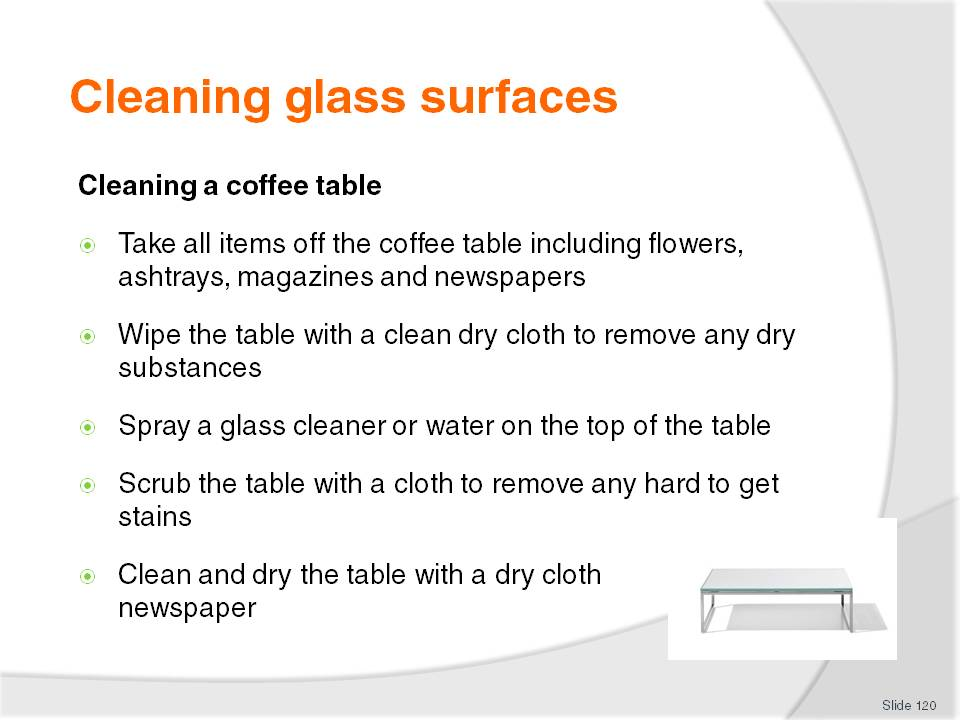 Cleaning glass surfaces
Cleaning a coffee table
Take all items off the coffee table including flowers,
ashtrays, magazines and newspapers
Wipe the table with a clean dry cloth to remove any dry
substances
Spray a glass cleaner or water on the top of the table
Scrub the table with a cloth to remove any hard to get
stains
Clean and dry the table with a dry cloth
newspaper
Slide 120